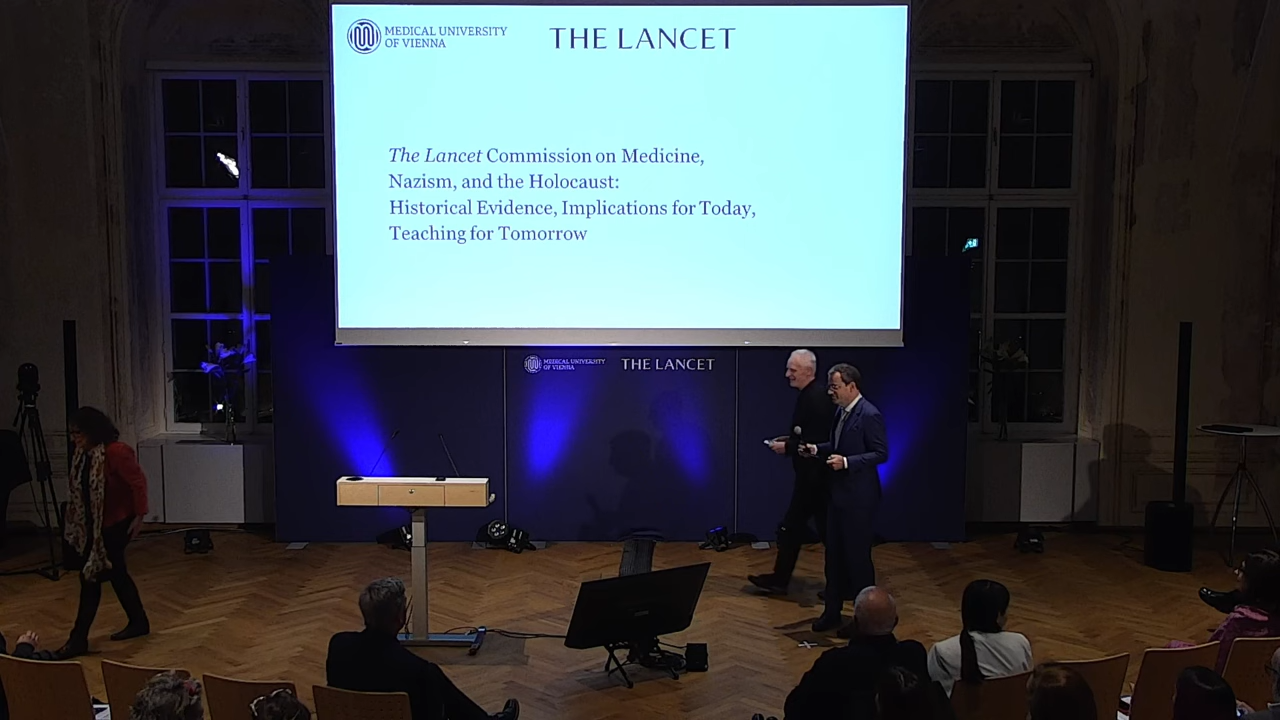 MEDICAL UNIVERSITY
OF VIENNA
THE LANCET
The Lancet Commission on Medicine,
Nazism, and the Holocaust:
Historical Evidence, Implications for Today,
Teaching for Tomorrow
MEDICAL UNIVERSITY
OF VIENNA
THE LANCET